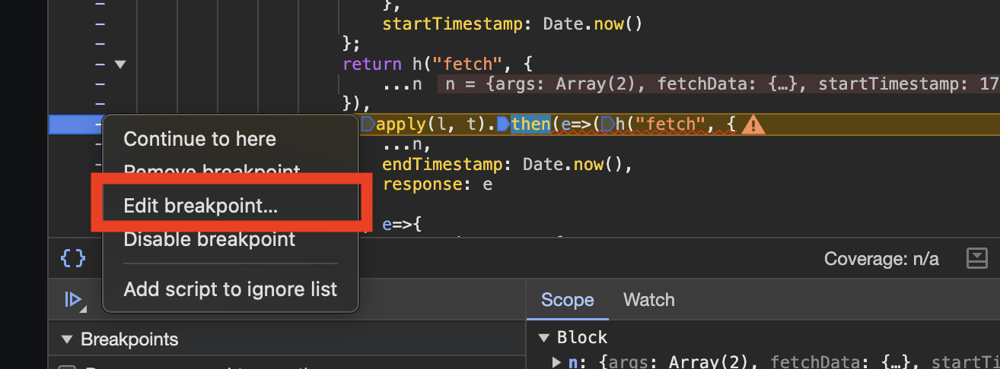 },
startTimestamp: Date.now()
};
return h("fetch", {
...n n = {args: Array(2), fetchData: {…}, startTimestamp: 17
}),
apply(l, t).then(e=>(h("fetch", {
...n,
endTimestamp: Date.now(),
response: e
e=>{
Continue to here
Remove breakpoint
Edit breakpoint...
Disable breakpoint
Add script to ignore list
{} Coverage: n/a
Scope Watch
Breakpoints
Block
n: {args: Array(2), fetchData: {…}, startTi